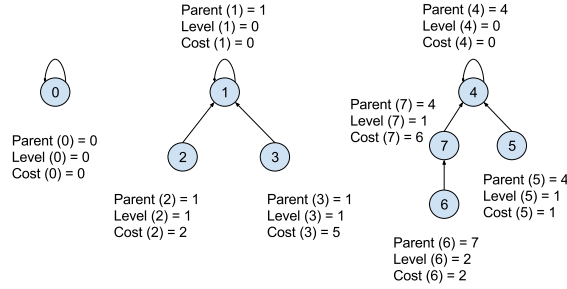 Parent (1) = 1
Level (1) = 0
Cost (1) = 0
Parent (4) = 4
Level (4) = 0
Cost (4) = 0
0
1
4
Parent (7) = 4
Level (7) = 1
Cost (7) = 6
Parent (0) = 0
Level (0) = 0
Cost (0) = 0
2
3
7
5
Parent (2) = 1
Level (2) = 1
Cost (2) = 2
Parent (3) = 1
Level (3) = 1
Cost (3) = 5
Parent (5) = 4
Level (5) = 1
Cost (5) = 1
6
Parent (6) = 7
Level (6) = 2
Cost (6) = 2